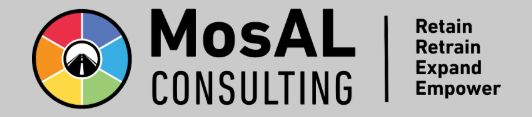 MosAL
CONSULTING
Retain
Retrain
Expand
Empower